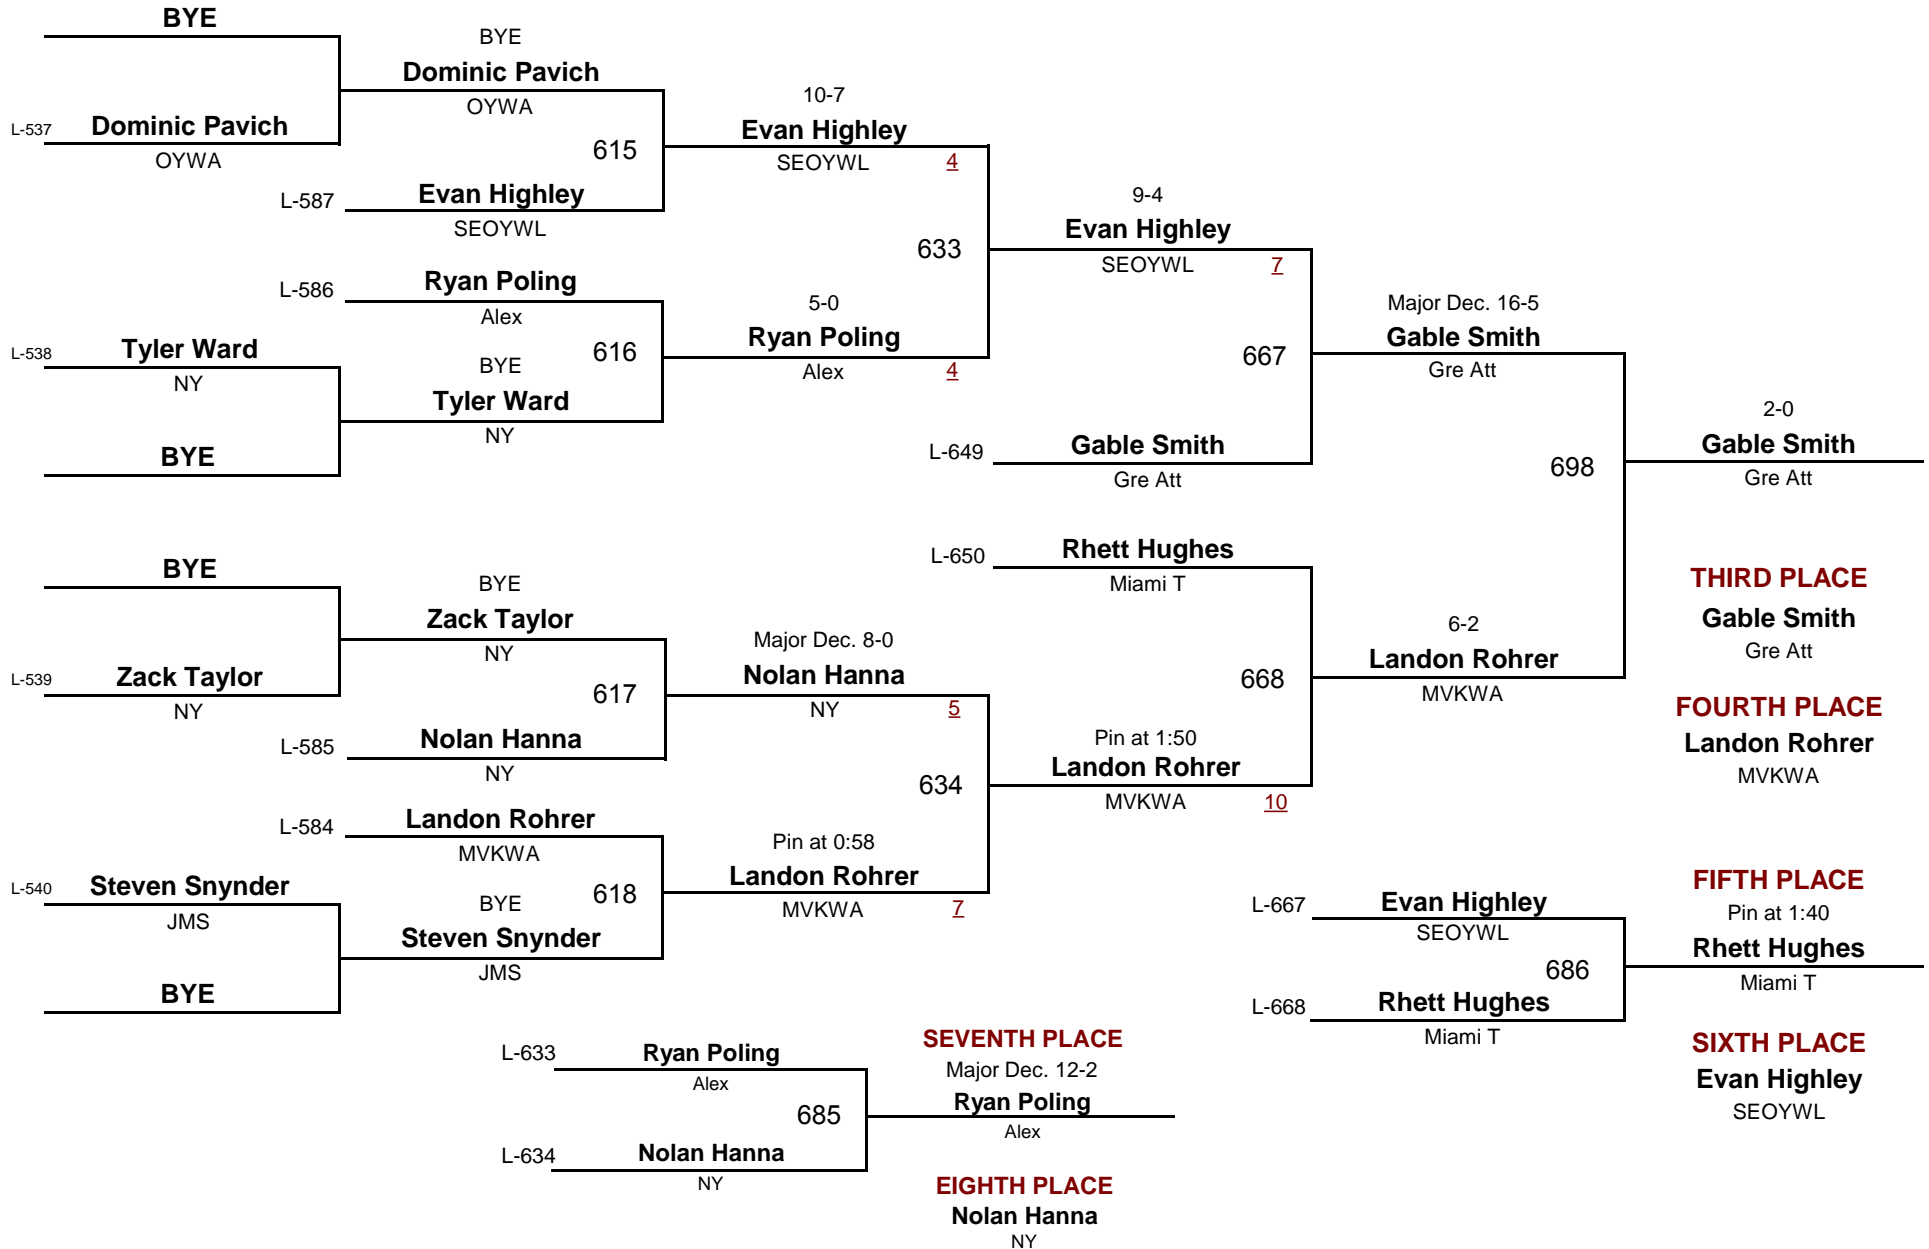 BYE
BYE
Dominic Pavich
OYWA
L-537
Dominic Pavich
OYWA
10-7
Evan Highley
SEOYWL
4
615
L-587
Evan Highley
SEOYWL
9-4
Evan Highley
SEOYWL
7
633
L-586
Ryan Poling
Alex
5-0
Ryan Poling
Alex
4
616
L-538
Tyler Ward
NY
BYE
Tyler Ward
NY
BYE
Major Dec. 16-5
Gable Smith
Gre Att
667
L-649
Gable Smith
Gre Att
2-0
Gable Smith
Gre Att
698
BYE
BYE
Zack Taylor
NY
L-539
Zack Taylor
NY
L-650
Rhett Hughes
Miami T
THIRD PLACE
Gable Smith
Gre Att
Major Dec. 8-0
Nolan Hanna
NY
5
617
L-585
Nolan Hanna
NY
6-2
Landon Rohrer
MVKWA
668
FOURTH PLACE
Landon Rohrer
MVKWA
Pin at 1:50
Landon Rohrer
MVKWA
10
634
L-584
Landon Rohrer
MVKWA
Pin at 0:58
Landon Rohrer
MVKWA
7
618
L-540
Steven Snynder
JMS
BYE
Steven Snynder
JMS
BYE
L-667
Evan Highley
SEOYWL
686
L-668
Rhett Hughes
Miami T
FIFTH PLACE
Pin at 1:40
Rhett Hughes
Miami T
SIXTH PLACE
Evan Highley
SEOYWL
L-633
Ryan Poling
Alex
685
L-634
Nolan Hanna
NY
SEVENTH PLACE
Major Dec. 12-2
Ryan Poling
Alex
EIGHTH PLACE
Nolan Hanna
NY